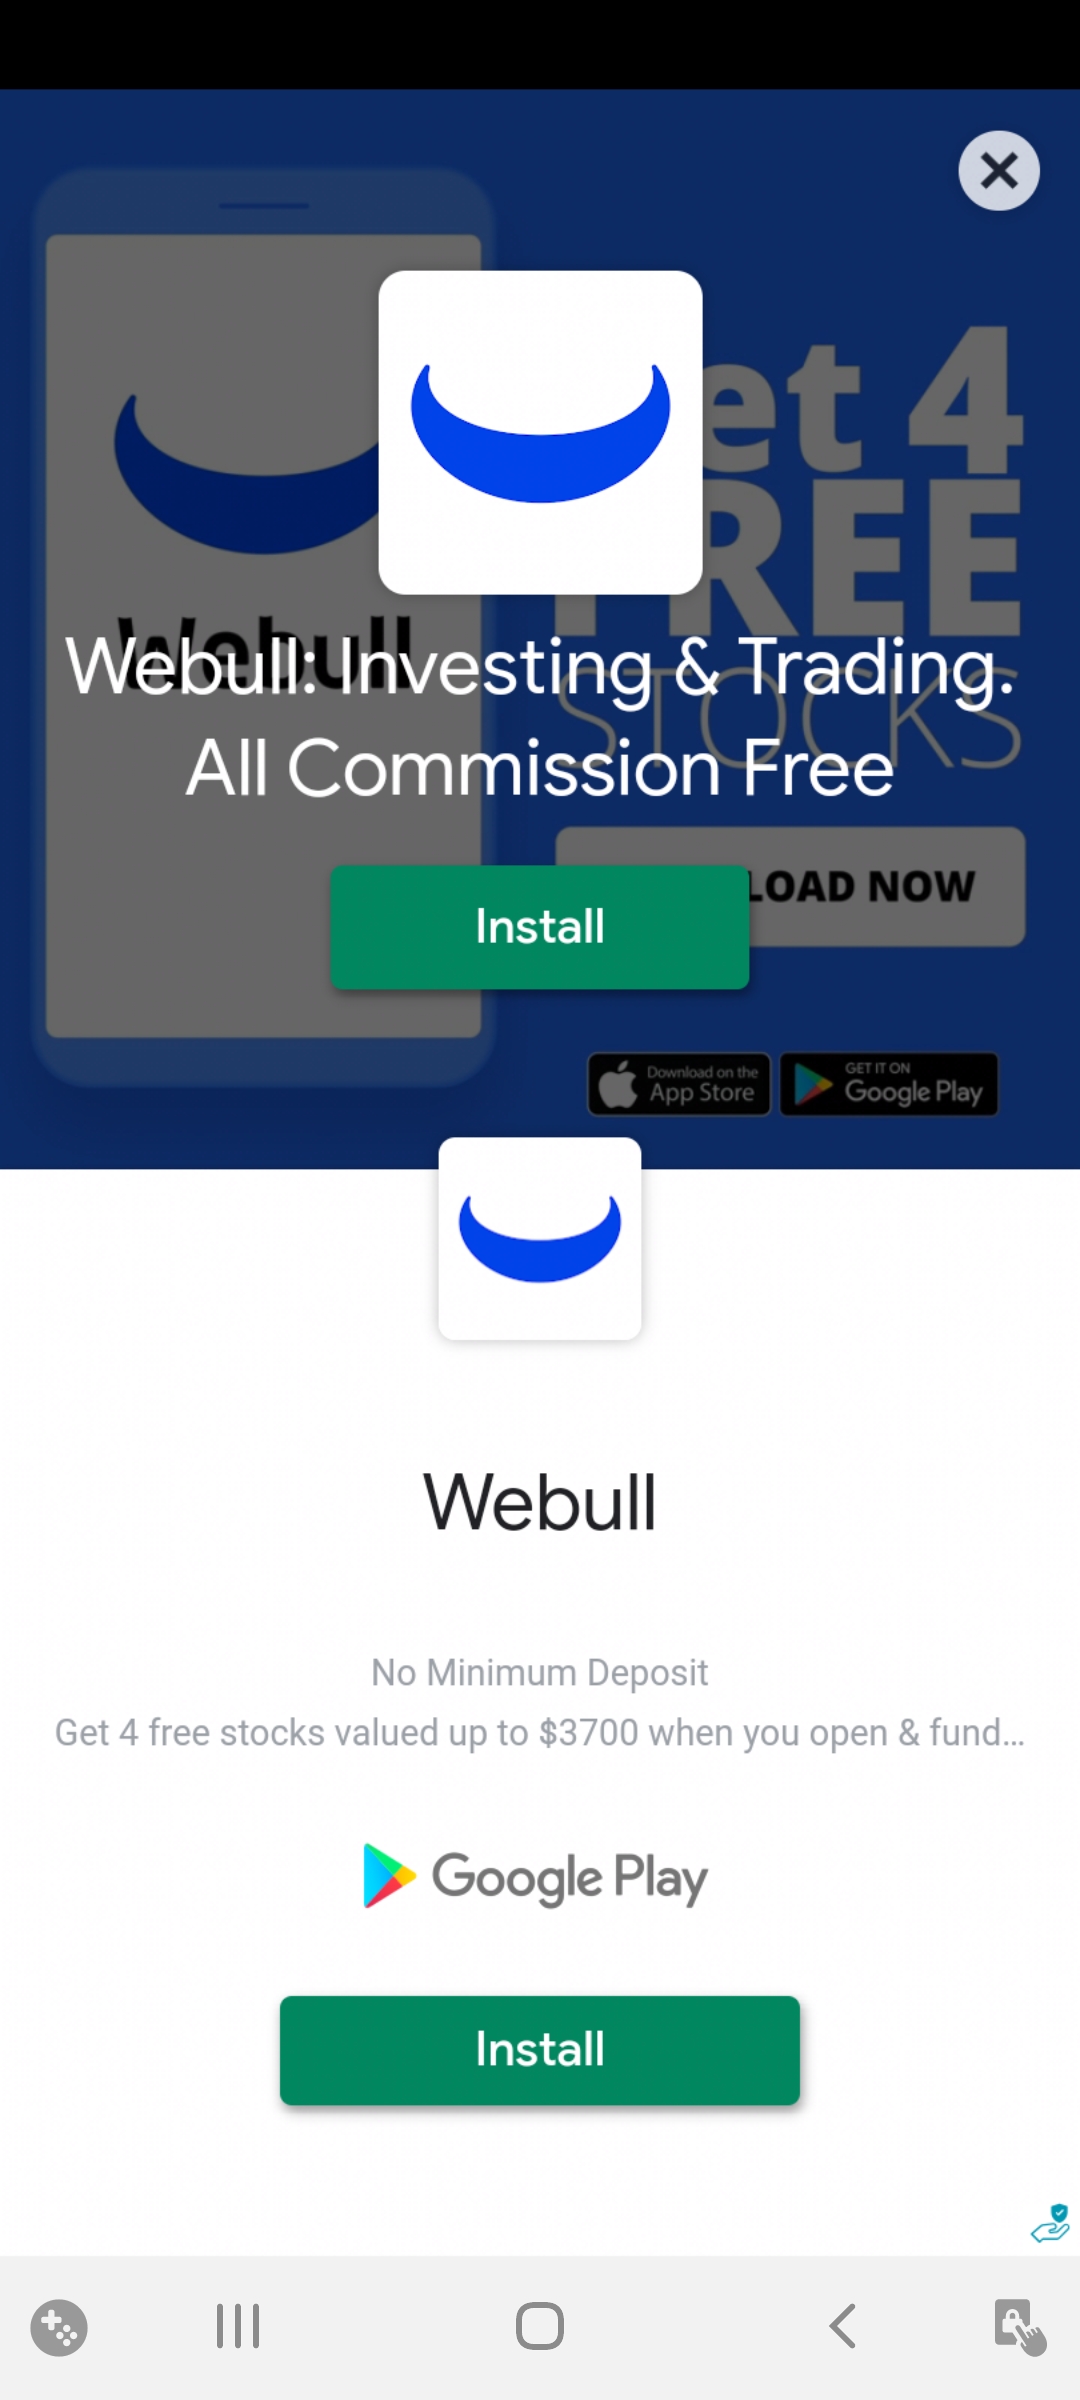 et 4
REE
STOCKS
Webull
Webull: Investing & Trading.
All Commission Free
LOAD NOW
Install
Download on the
App Store
GET IT ON
Google Play
Webull
No Minimum Deposit
Get 4 free stocks valued up to $3700 when you open & fund...
Google Play
Install